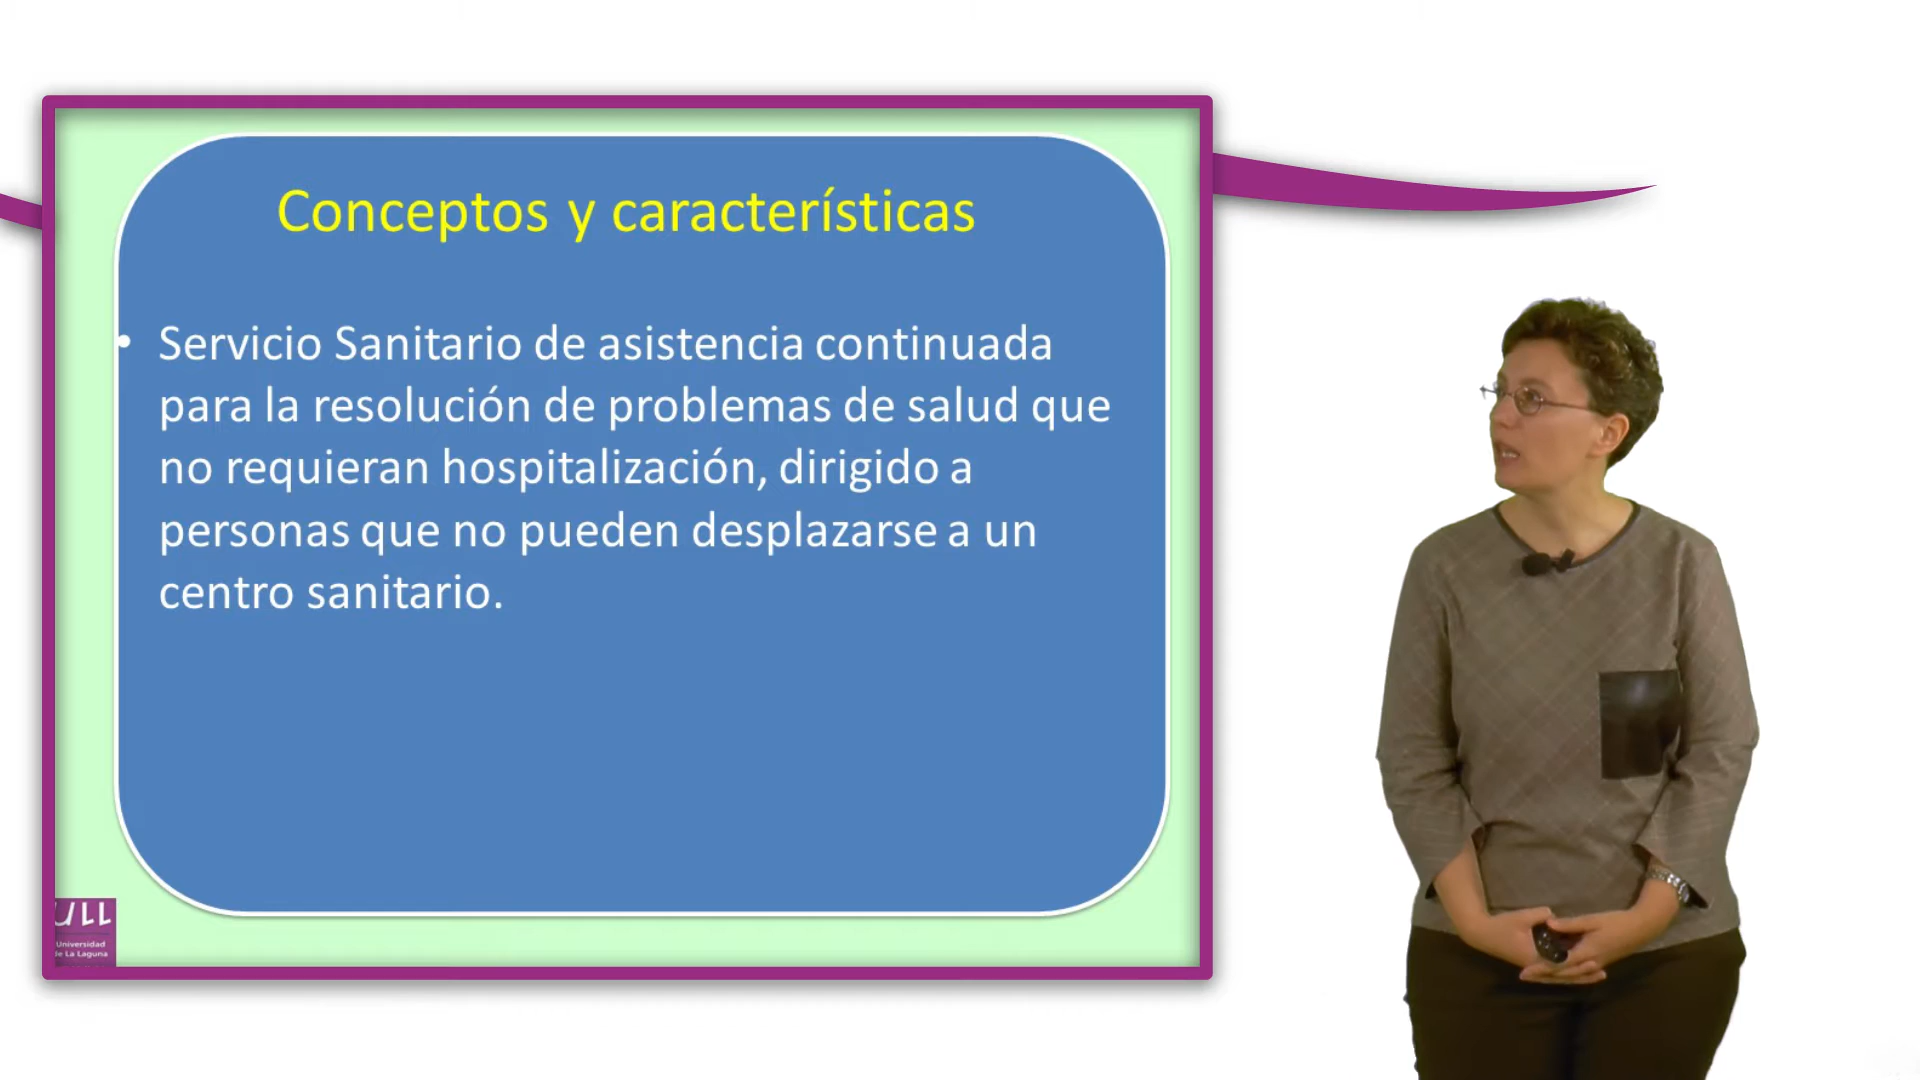 Conceptos y características
• Servicio Sanitario de asistencia continuada
para la resolución de problemas de salud que
no requieran hospitalización, dirigido a
personas que no pueden desplazarse a un
centro sanitario.
ULL
Universidad
de La Laguna